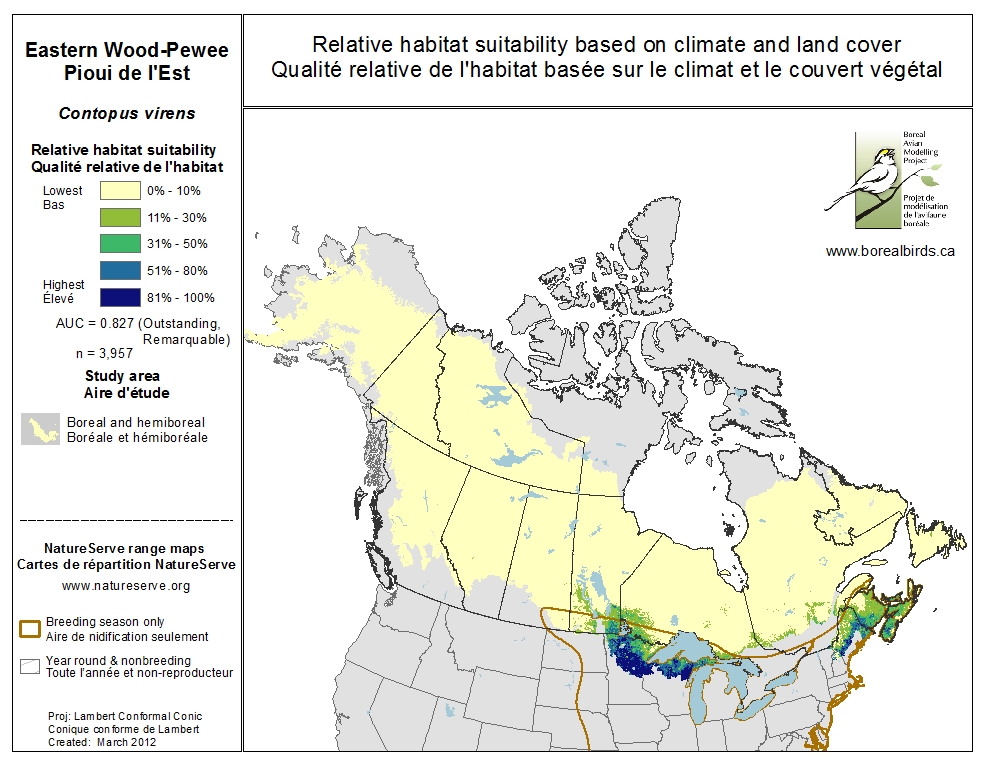 Eastern Wood-Pewee
Pioui de l'Est
Contopus virens
Relative habitat suitability
Qualité relative de l'habitat
Lowest
Bas
0% - 10%
11% - 30%
31% - 50%
51% - 80%
Highest
Élevé
81% - 100%
AUC = 0.827 (Outstanding,
Remarquable)
n = 3,957
Study area
Aire d'étude
Boreal and hemiboreal
Boréale et hémiboréale
NatureServe range maps
Cartes de répartition NatureServe
www.natureserve.org
Breeding season only
Aire de nidification seulement
Year round & nonbreeding
Toute l'année et non-reproducteur
Proj: Lambert Conformal Conic
Conique conforme de Lambert
Created: March 2012
Relative habitat suitability based on climate and land cover
Qualité relative de l'habitat basée sur le climat et le couvert végétal
Boreal
Avian
Modelling
Project
Projet de
modélisation
de l'avifaune
boréale
www.borealbirds.ca